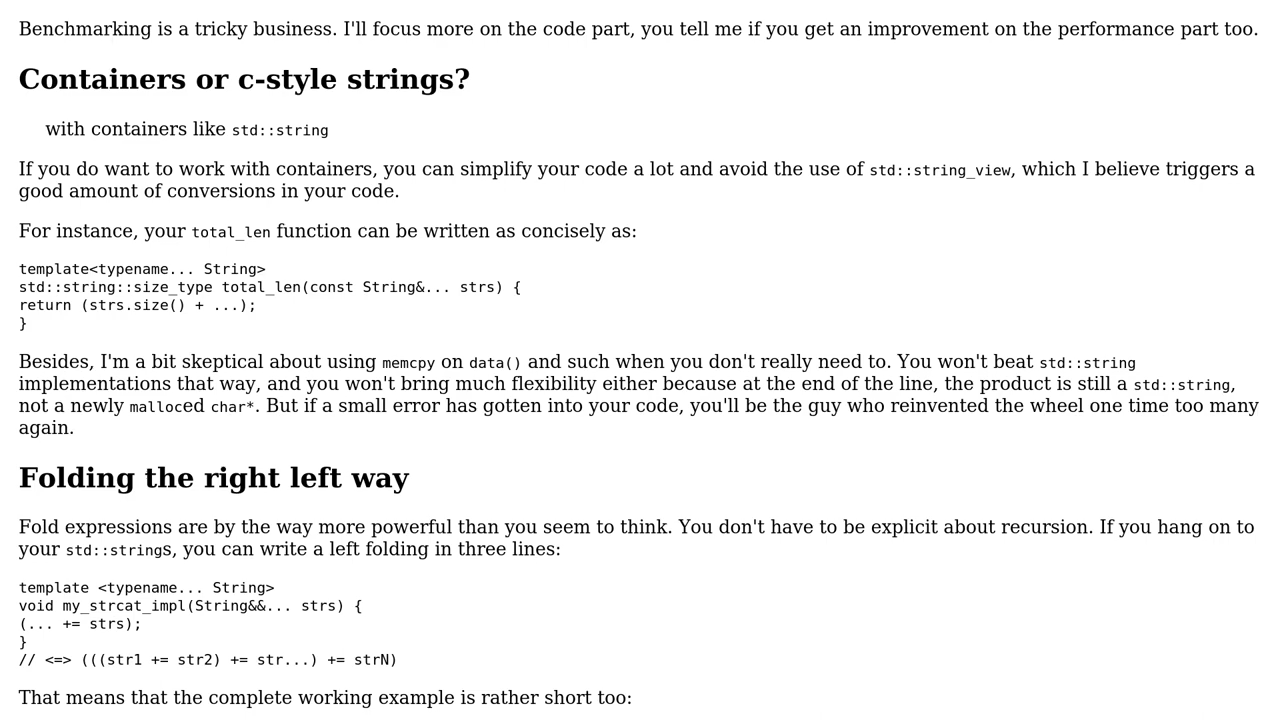 Benchmarking is a tricky business. I'll focus more on the code part, you tell me if you get an improvement on the performance part too.
Containers or c-style strings?
with containers like std::string
If you do want to work with containers, you can simplify your code a lot and avoid the use of std::string_view, which I believe triggers a
good amount of conversions in your code.
For instance, your total_len function can be written as concisely as:
template<typename... String>
std::string::size_type total_len(const String&... strs) {
return (strs.size() + ...);
}
Besides, I'm a bit skeptical about using memcpy on data() and such when you don't really need to. You won't beat std::string
implementations that way, and you won't bring much flexibility either because at the end of the line, the product is still a std::string,
not a newly malloced char*. But if a small error has gotten into your code, you'll be the guy who reinvented the wheel one time too many
again.
Folding the right left way
Fold expressions are by the way more powerful than you seem to think. You don't have to be explicit about recursion. If you hang on to
your std::strings, you can write a left folding in three lines:
template <typename... String>
void my_strcat_impl(String&&... strs) {
(... += strs);
}
// <=> (((str1 += str2) += str...) += strN)
That means that the complete working example is rather short too: